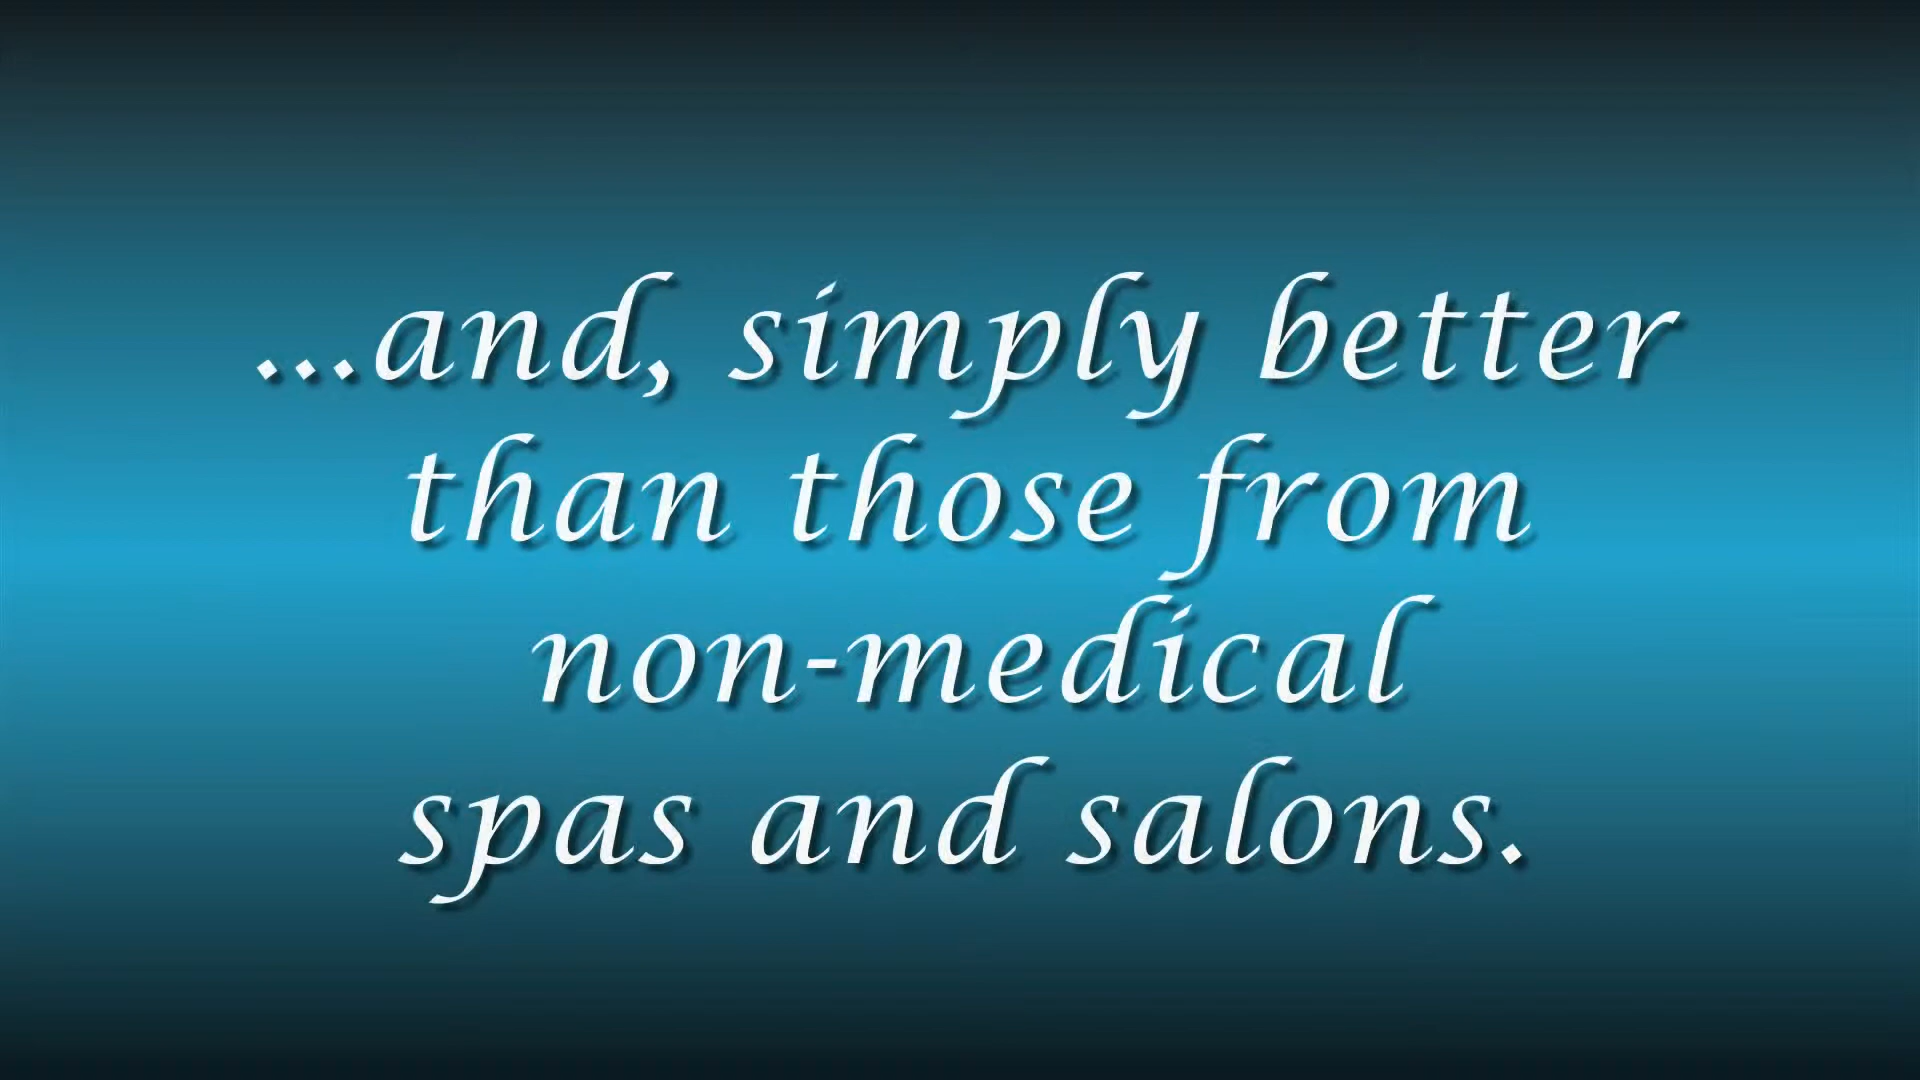 ...and, simply better
than those from
non-medical
spas and salons.